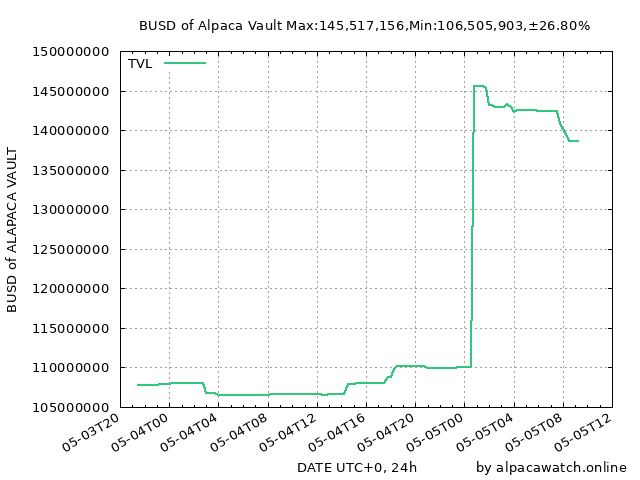 BUSD of Alpaca Vault Max:145,517,156,Min:106,505,903,±26.80%
TVL
150000000
145000000
140000000
135000000
130000000
125000000
120000000
115000000
110000000
105000000
BUSD of ALAPACA VAULT
05-03T20
05-04T00
05-04T04
05-04T08
05-04T12
05-04T16
05-04T20
05-05T00
05-05T04
05-05T08
05-05T12
DATE UTC+0, 24h
by alpacawatch.online